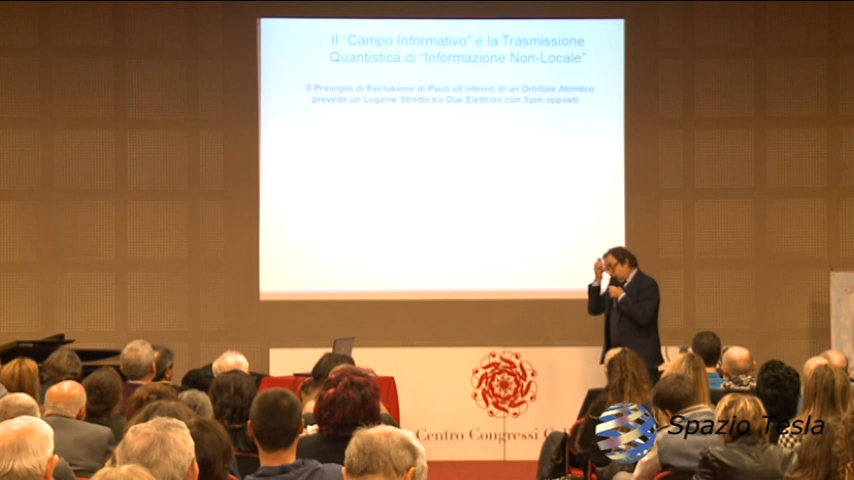 Il "Campo Informativo" e la Trasmissione
Quantistica di "Informazione Non-Locale"
Il Principio di Esclusione di Pauli all'interno di un Orbitale Atomico
prevede un Legame Stretto tra Due Elettroni con Spin opposti
Centro Congressi
Spazio Tesla